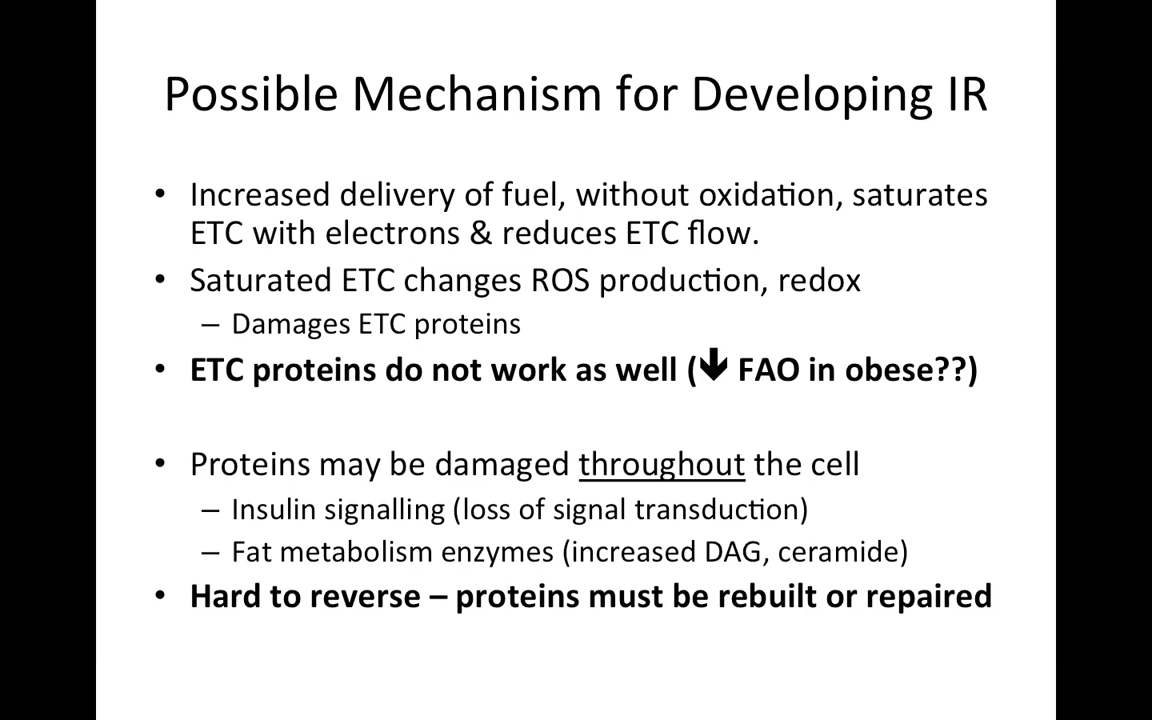 Possible Mechanism for Developing IR
• Increased delivery of fuel, without oxidation, saturates
ETC with electrons & reduces ETC flow.
• Saturated ETC changes ROS production, redox
– Damages ETC proteins
• ETC proteins do not work as well (🡇 FAO in obese??)
• Proteins may be damaged throughout the cell
– Insulin signalling (loss of signal transduction)
– Fat metabolism enzymes (increased DAG, ceramide)
• Hard to reverse – proteins must be rebuilt or repaired